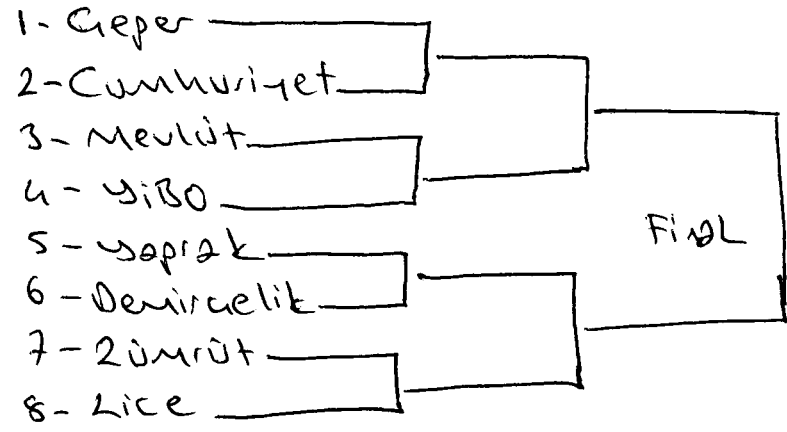 1- Geper
2- Cumhuriyet
3- Mevlüt
4- YiBO
5- Yaprak
6- Demirçelik
7- Zümrüt
8- Lice
Final